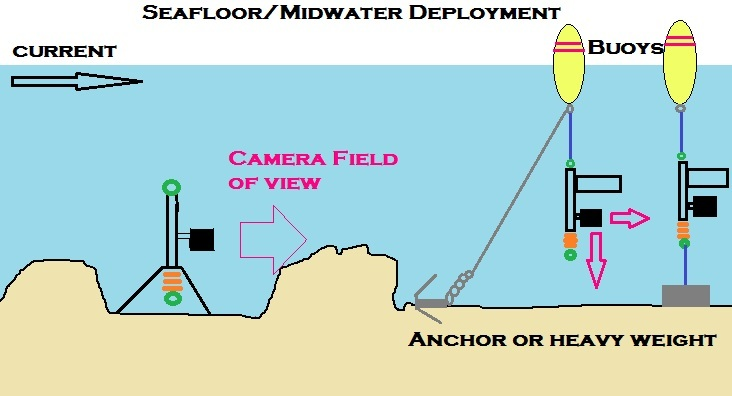 Seafloor/Midwater Deployment
current
Buoys
Camera Field
of view
Anchor or heavy weight